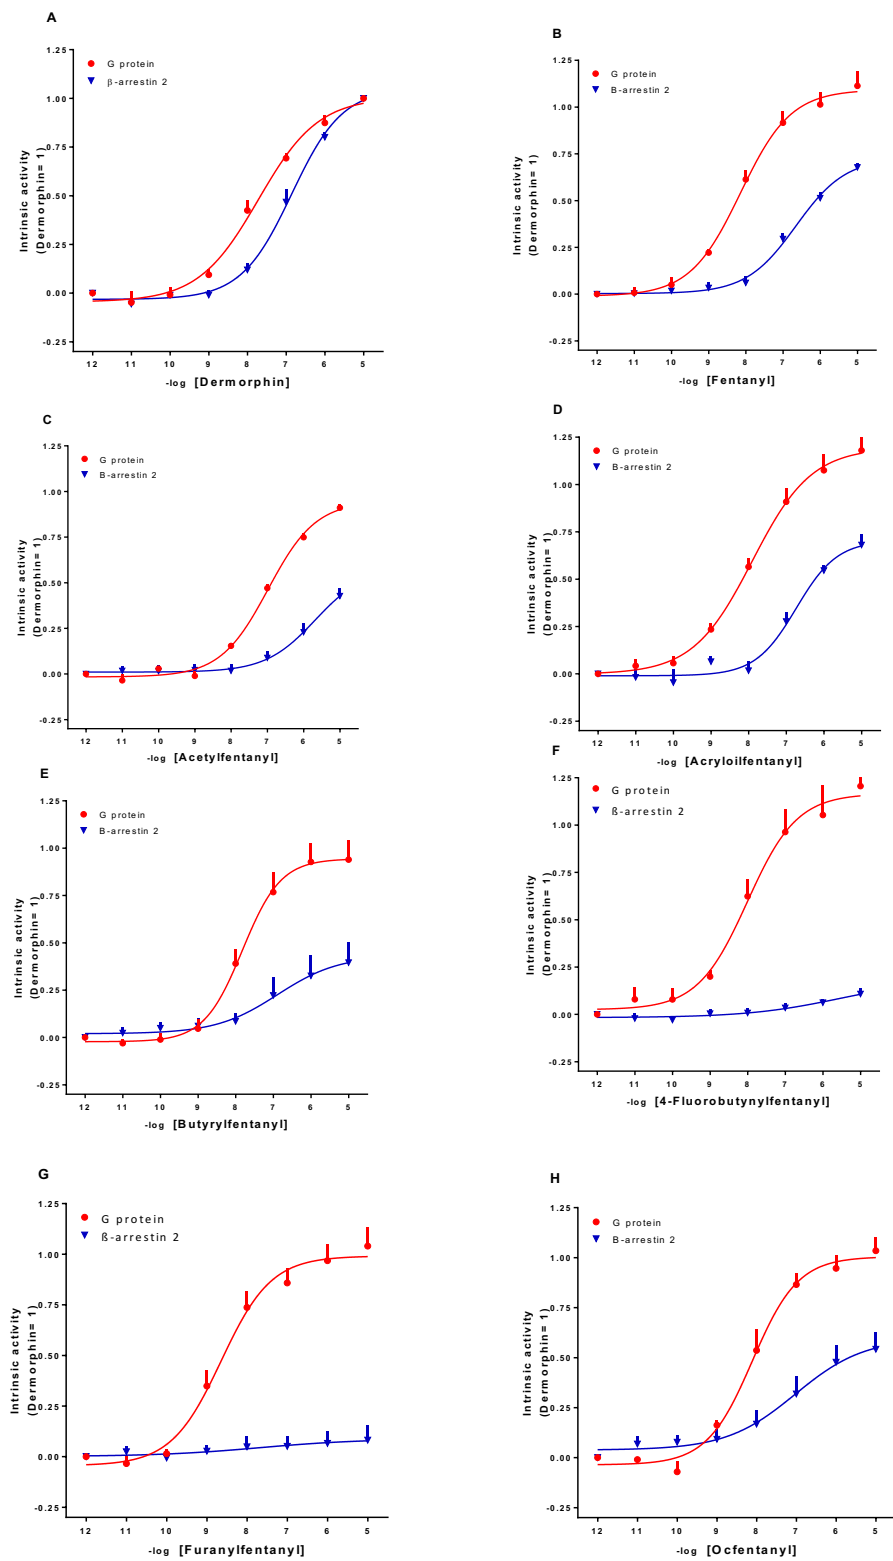 A
1.25
G protein
β-arrestin 2
1.00
0.75
0.50
0.25
0.00
-0.25
Intrinsic activity
(Dermorphin= 1)
12 11 10 9 8 7 6 5
-log [Dermorphin]
B
1.25
G protein
B-arrestin 2
1.00
0.75
0.50
0.25
0.00
-0.25
Intrinsic activity
(Dermorphin= 1)
12 11 10 9 8 7 6 5
-log [Fentanyl]
C
1.25
G protein
B-arrestin 2
1.00
0.75
0.50
0.25
0.00
-0.25
Intrinsic activity
(Dermorphin= 1)
12 11 10 9 8 7 6 5
-log [Acetylfentanyl]
D
1.25
G protein
B-arrestin 2
1.00
0.75
0.50
0.25
0.00
-0.25
Intrinsic activity
(Dermorphin= 1)
12 11 10 9 8 7 6 5
-log [Acryloilfentanyl]
E
1.25
G protein
B-arrestin 2
1.00
0.75
0.50
0.25
0.00
-0.25
Intrinsic activity
(Dermorphin= 1)
12 11 10 9 8 7 6 5
-log [Butyrylfentanyl]
F
1.25
G protein
ß-arrestin 2
1.00
0.75
0.50
0.25
0.00
-0.25
Intrinsic activity
(Dermorphin= 1)
12 11 10 9 8 7 6 5
-log [4-Fluorobutynylfentanyl]
G
1.25
G protein
ß-arrestin 2
1.00
0.75
0.50
0.25
0.00
-0.25
Intrinsic activity
(Dermorphin= 1)
12 11 10 9 8 7 6 5
-log [Furanylfentanyl]
H
1.25
G protein
B-arrestin 2
1.00
0.75
0.50
0.25
0.00
-0.25
Intrinsic activity
(Dermorphin= 1)
12 11 10 9 8 7 6 5
-log [Ocfentanyl]